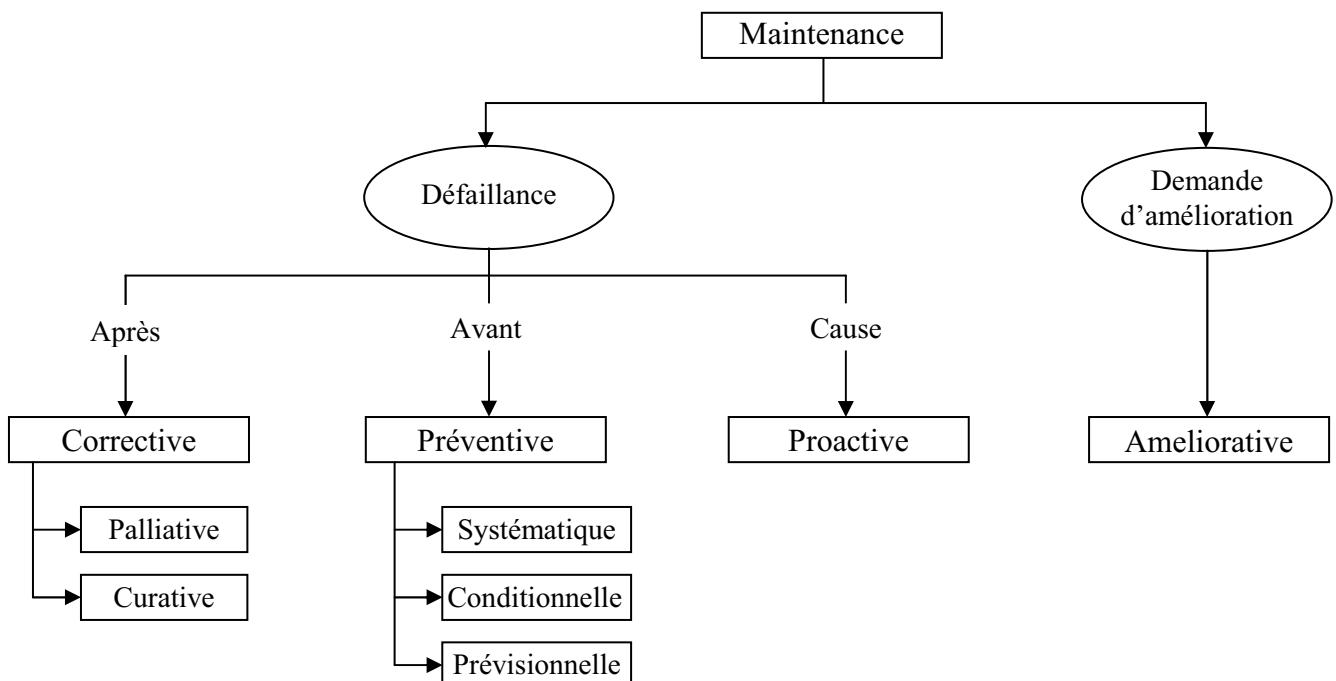 Maintenance
Défaillance
Demande
d’amélioration
Après
Avant
Cause
Corrective
Préventive
Proactive
Ameliorative
Palliative
Systématique
Curative
Conditionnelle
Prévisionnelle